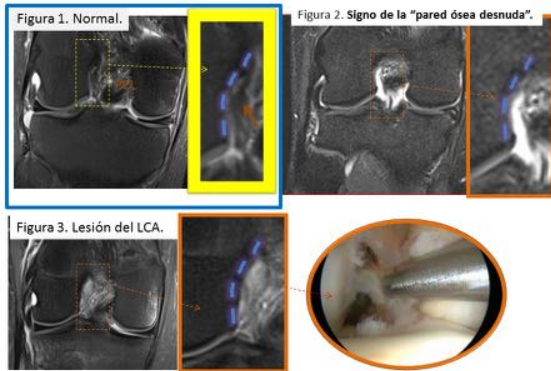 Figura 1. Normal.
Figura 2. Signo de la "pared ósea desnuda".
Figura 3. Lesión del LCA.